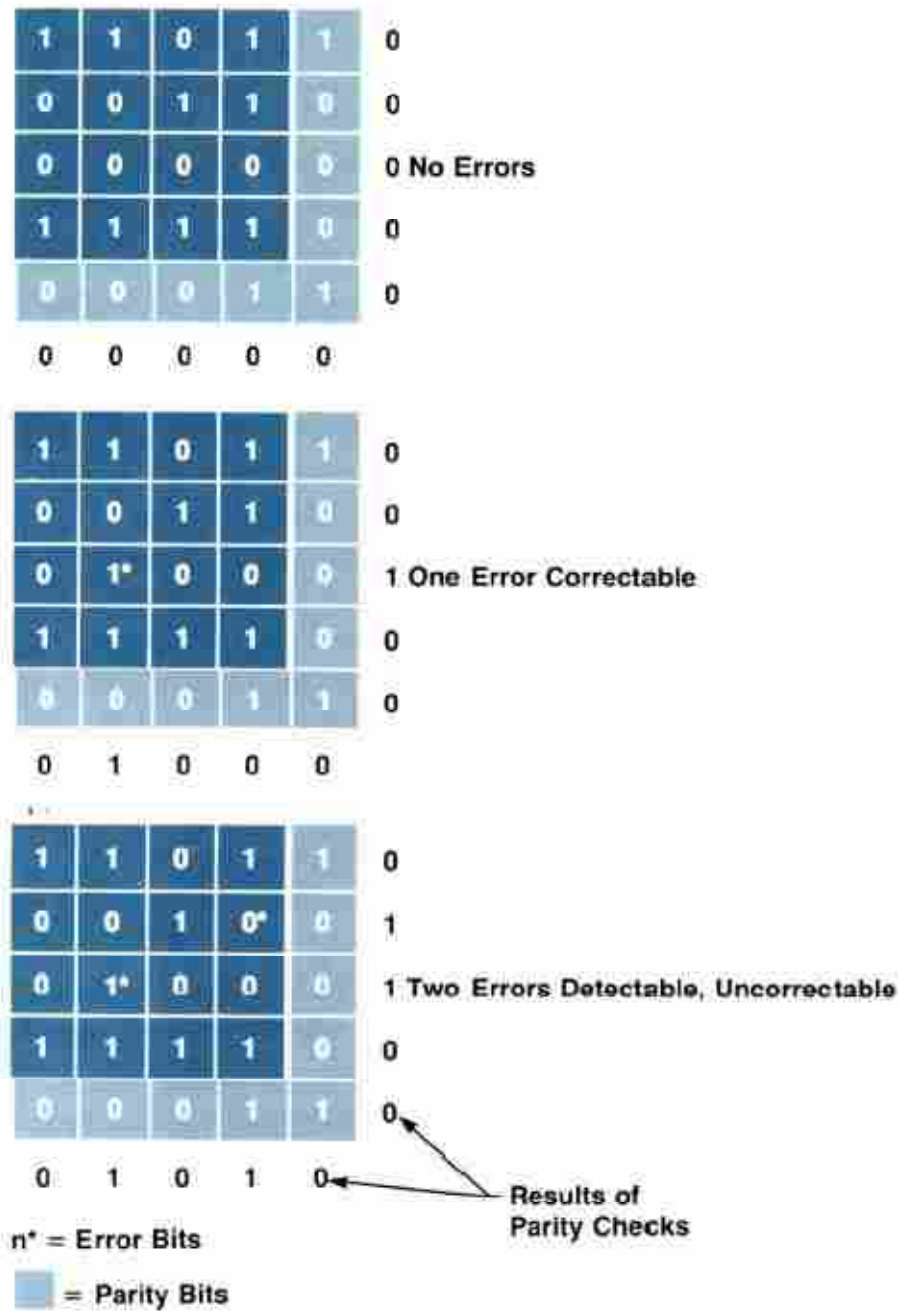 1 1 0 1 1 0
0 0 1 1 0 0
0 0 0 0 0 0 No Errors
1 1 1 1 0 0
0 0 0 1 1 0
0 0 0 0 0
1 1 0 1 1 0
0 0 1 1 0 0
0 1* 0 0 0 1 One Error Correctable
1 1 1 1 0 0
0 0 0 1 1 0
0 1 0 0 0
1 1 0 1 1 0
0 0 1 0* 0 1
0 1* 0 0 0 1 Two Errors Detectable, Uncorrectable
1 1 1 1 0 0
0 0 0 1 1 0
0 1 0 1 0
Results of
Parity Checks
n* = Error Bits
= Parity Bits